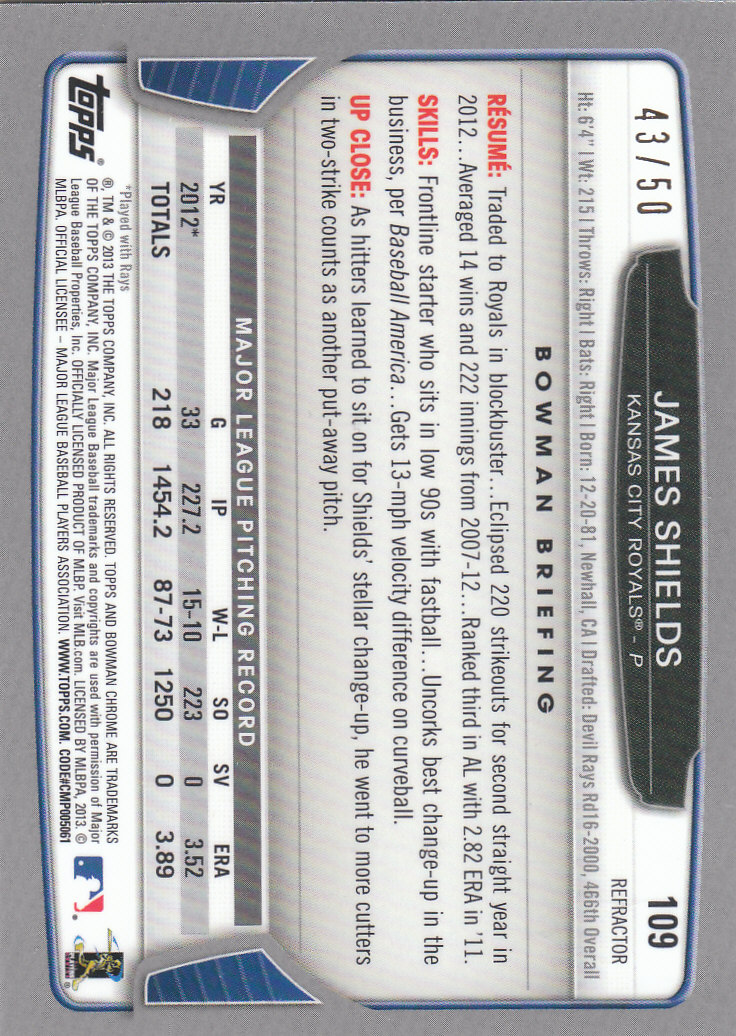 43/50
JAMES SHIELDS
KANSAS CITY ROYALS® - P
109
REFRACTOR
Ht: 6'4" | Wt: 215 | Throws: Right | Bats: Right | Born: 12-20-81, Newhall, CA | Drafted: Devil Rays Rd16-2000, 466th Overall
BOWMAN BRIEFING
RÉSUMÉ: Traded to Royals in blockbuster...Eclipsed 220 strikeouts for second straight year in
2012...Averaged 14 wins and 222 innings from 2007-12...Ranked third in AL with 2.82 ERA in '11.
SKILLS: Frontline starter who sits in low 90s with fastball...Uncorks best change-up in the
business, per Baseball America...Gets 13-mph velocity difference on curveball.
UP CLOSE: As hitters learned to sit on for Shields' stellar change-up, he went to more cutters
in two-strike counts as another put-away pitch.
MAJOR LEAGUE PITCHING RECORD
YR G IP W-L SO SV ERA
2012* 33 227.2 15-10 223 0 3.52
TOTALS 218 1454.2 87-73 1250 0 3.89
*Played with Rays
topps®
®, TM & © 2013 THE TOPPS COMPANY, INC. ALL RIGHTS RESERVED. TOPPS AND BOWMAN CHROME ARE TRADEMARKS
OF THE TOPPS COMPANY, INC. Major League Baseball trademarks and copyrights are used with permission of Major
League Baseball Properties, Inc. OFFICIALLY LICENSED PRODUCT OF MLBP. Visit MLB.com. LICENSED BY MLBPA, 2013, ©
MLBPA. OFFICIAL LICENSEE – MAJOR LEAGUE BASEBALL PLAYERS ASSOCIATION. WWW.TOPPS.COM. CODE#CMP005061